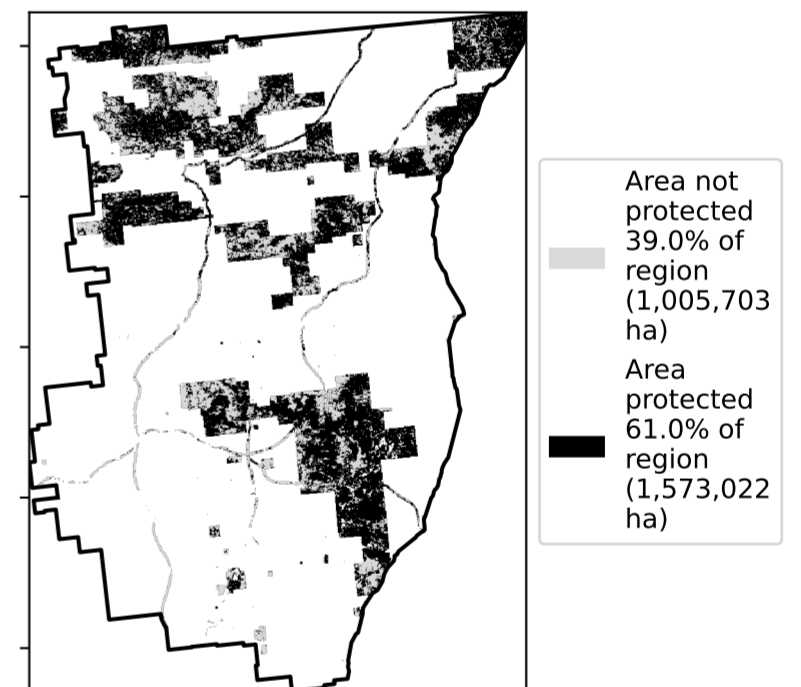 Area not
protected
39.0% of
region
(1,005,703
ha)
Area
protected
61.0% of
region
(1,573,022
ha)